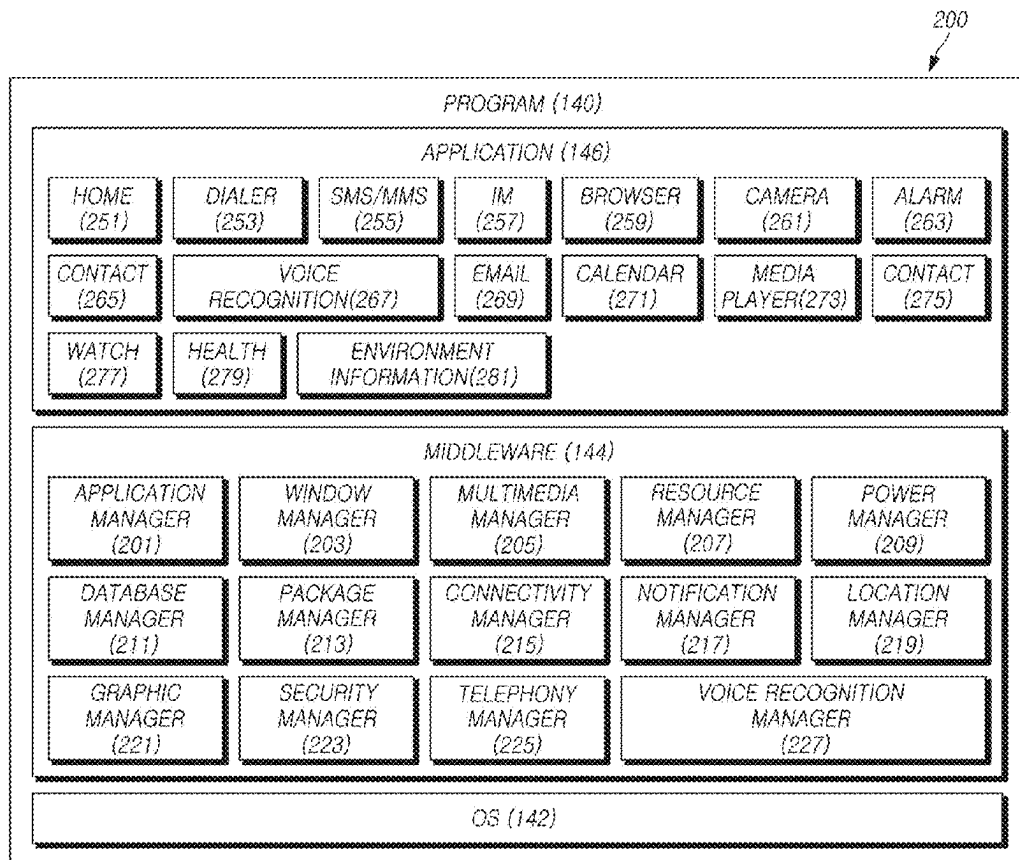 200
PROGRAM (140)
APPLICATION (146)
HOME
(251)
DIALER
(253)
SMS/MMS
(255)
IM
(257)
BROWSER
(259)
CAMERA
(261)
ALARM
(263)
CONTACT
(265)
VOICE
RECOGNITION(267)
EMAIL
(269)
CALENDAR
(271)
MEDIA
PLAYER(273)
CONTACT
(275)
WATCH
(277)
HEALTH
(279)
ENVIRONMENT
INFORMATION(281)
MIDDLEWARE (144)
APPLICATION
MANAGER
(201)
WINDOW
MANAGER
(203)
MULTIMEDIA
MANAGER
(205)
RESOURCE
MANAGER
(207)
POWER
MANAGER
(209)
DATABASE
MANAGER
(211)
PACKAGE
MANAGER
(213)
CONNECTIVITY
MANAGER
(215)
NOTIFICATION
MANAGER
(217)
LOCATION
MANAGER
(219)
GRAPHIC
MANAGER
(221)
SECURITY
MANAGER
(223)
TELEPHONY
MANAGER
(225)
VOICE RECOGNITION
MANAGER
(227)
OS (142)